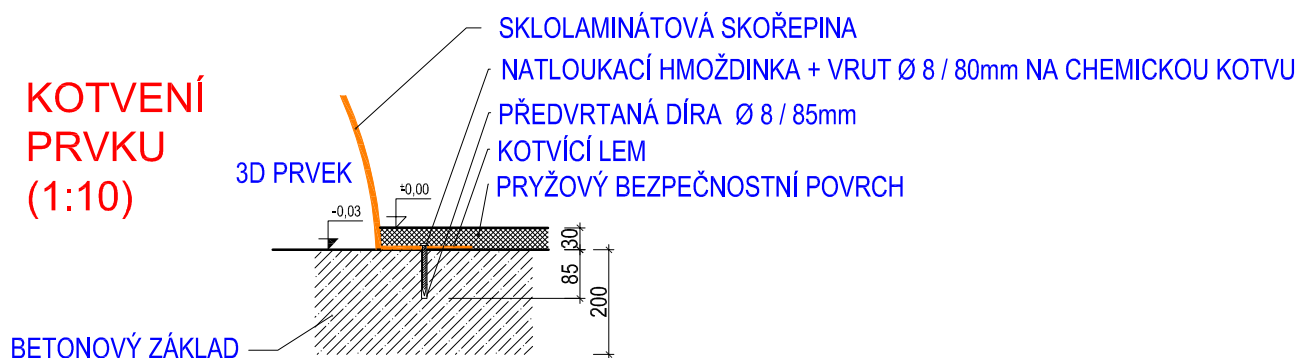 SKLOLAMINÁTOVÁ SKOŘEPINA
NATLOUKACÍ HMOŽDINKA + VRUT Ø 8 / 80mm NA CHEMICKOU KOTVU
PŘEDVRTANÁ DÍRA Ø 8 / 85mm
KOTVÍCÍ LEM
PRYŽOVÝ BEZPEČNOSTNÍ POVRCH
KOTVENÍ
PRVKU
(1:10)
3D PRVEK
±0,00
-0,03
30
85
200
BETONOVÝ ZÁKLAD